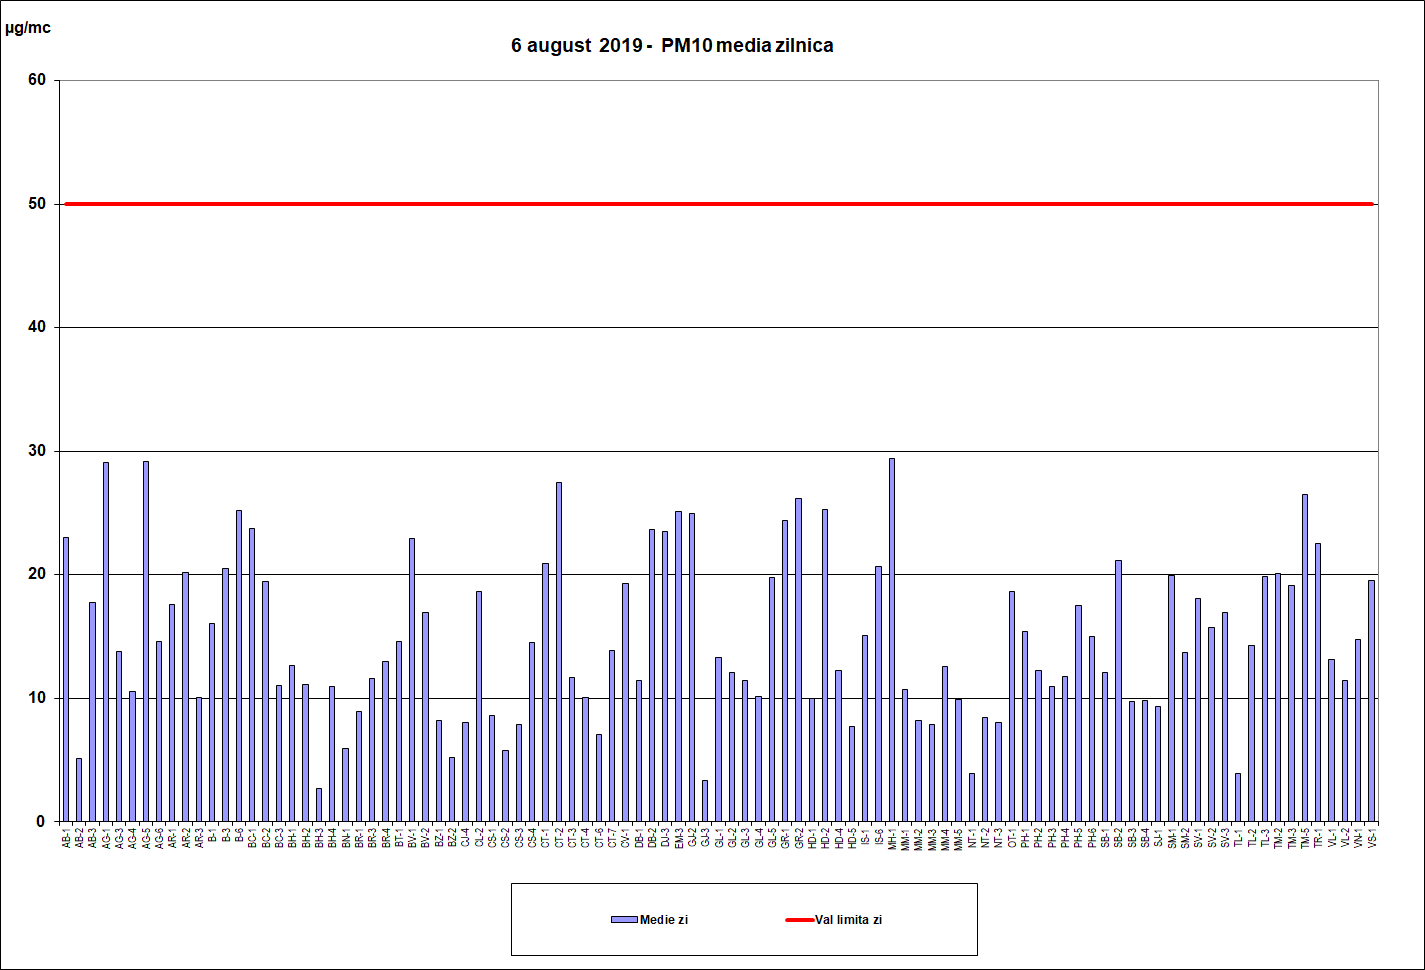 µg/mc
6 august 2019 - PM10 media zilnica
60
50
40
30
20
10
0
AB-1 AB-2 AB-3 AG-1 AG-3 AG-4 AG-5 AG-6 AR-1 AR-2 AR-3 B-1 B-3 B-6 BC-1 BC-2 BC-3 BH-1 BH-2 BH-3 BH-4 BN-1 BR-1 BR-3 BR-4 BT-1 BV-1 BV-2 BZ-1 BZ-2 CJ-4 CL-2 CS-1 CS-2 CS-3 CS-4 CT-1 CT-2 CT-3 CT-4 CT-6 CT-7 CV-1 DB-1 DB-2 DJ-3 EM-3 GJ-2 GJ-3 GL-1 GL-2 GL-3 GL-4 GL-5 GR-1 GR-2 HD-1 HD-2 HD-4 HD-5 IS-1 IS-6 MH-1 MM-1 MM-2 MM-3 MM-4 MM-5 NT-1 NT-2 NT-3 OT-1 PH-1 PH-2 PH-3 PH-4 PH-5 PH-6 SB-1 SB-2 SB-3 SB-4 SJ-1 SM-1 SM-2 SV-1 SV-2 SV-3 TL-1 TL-2 TL-3 TM-2 TM-3 TM-5 TR-1 VL-1 VL-2 VN-1 VS-1
Medie zi Val limita zi